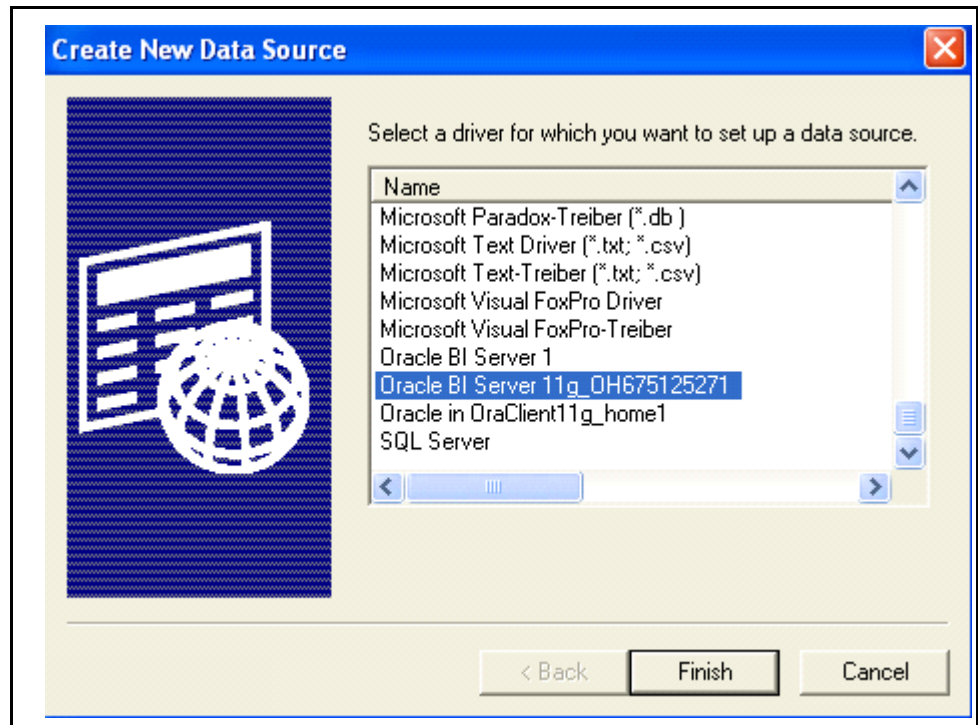 Create New Data Source
Select a driver for which you want to set up a data source.
Name
Microsoft Paradox-Treiber (*.db )
Microsoft Text Driver (*.txt; *.csv)
Microsoft Text-Treiber (*.txt; *.csv)
Microsoft Visual FoxPro Driver
Microsoft Visual FoxPro-Treiber
Oracle BI Server 1
Oracle BI Server 11g_OH675125271
Oracle in OraClient11g_home1
SQL Server
< Back
Finish
Cancel